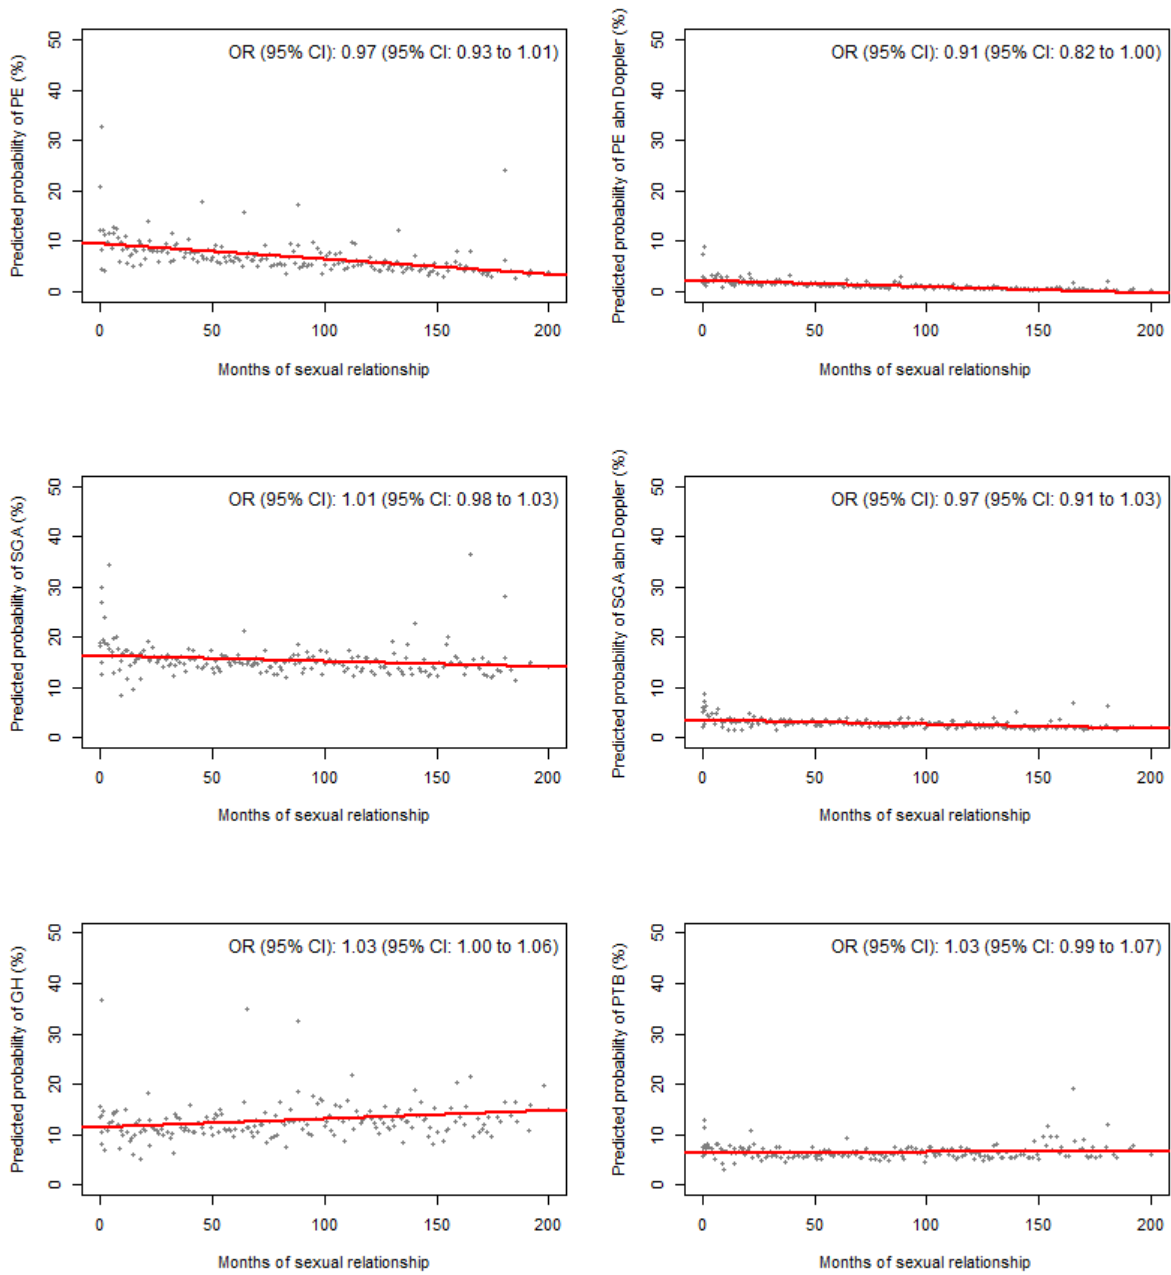 OR (95% CI): 0.97 (95% CI: 0.93 to 1.01)
Predicted probability of PE (%)
50
40
30
20
10
0
0 50 100 150 200
Months of sexual relationship
OR (95% CI): 0.91 (95% CI: 0.82 to 1.00)
Predicted probability of PE abn Doppler (%)
50
40
30
20
10
0
0 50 100 150 200
Months of sexual relationship
OR (95% CI): 1.01 (95% CI: 0.98 to 1.03)
Predicted probability of SGA (%)
50
40
30
20
10
0
0 50 100 150 200
Months of sexual relationship
OR (95% CI): 0.97 (95% CI: 0.91 to 1.03)
Predicted probability of SGA abn Doppler (%)
50
40
30
20
10
0
0 50 100 150 200
Months of sexual relationship
OR (95% CI): 1.03 (95% CI: 1.00 to 1.06)
Predicted probability of GH (%)
50
40
30
20
10
0
0 50 100 150 200
Months of sexual relationship
OR (95% CI): 1.03 (95% CI: 0.99 to 1.07)
Predicted probability of PTB (%)
50
40
30
20
10
0
0 50 100 150 200
Months of sexual relationship